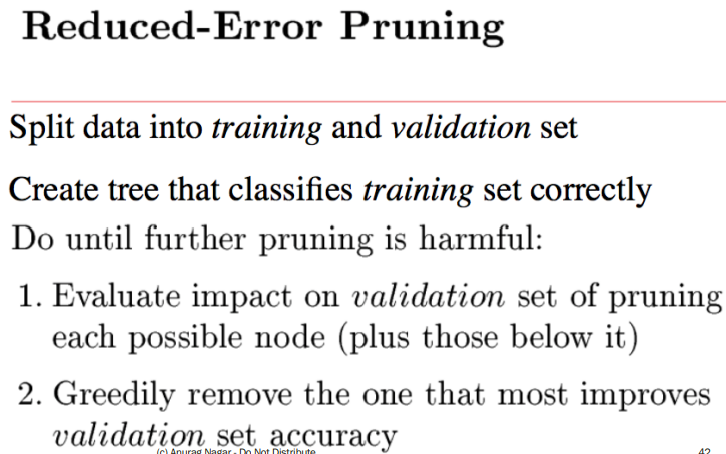 Reduced-Error Pruning
Split data into training and validation set
Create tree that classifies training set correctly
Do until further pruning is harmful:
1. Evaluate impact on validation set of pruning
each possible node (plus those below it)
2. Greedily remove the one that most improves
validation set accuracy
(c) Anurag Nagar - Do Not Distribute
42